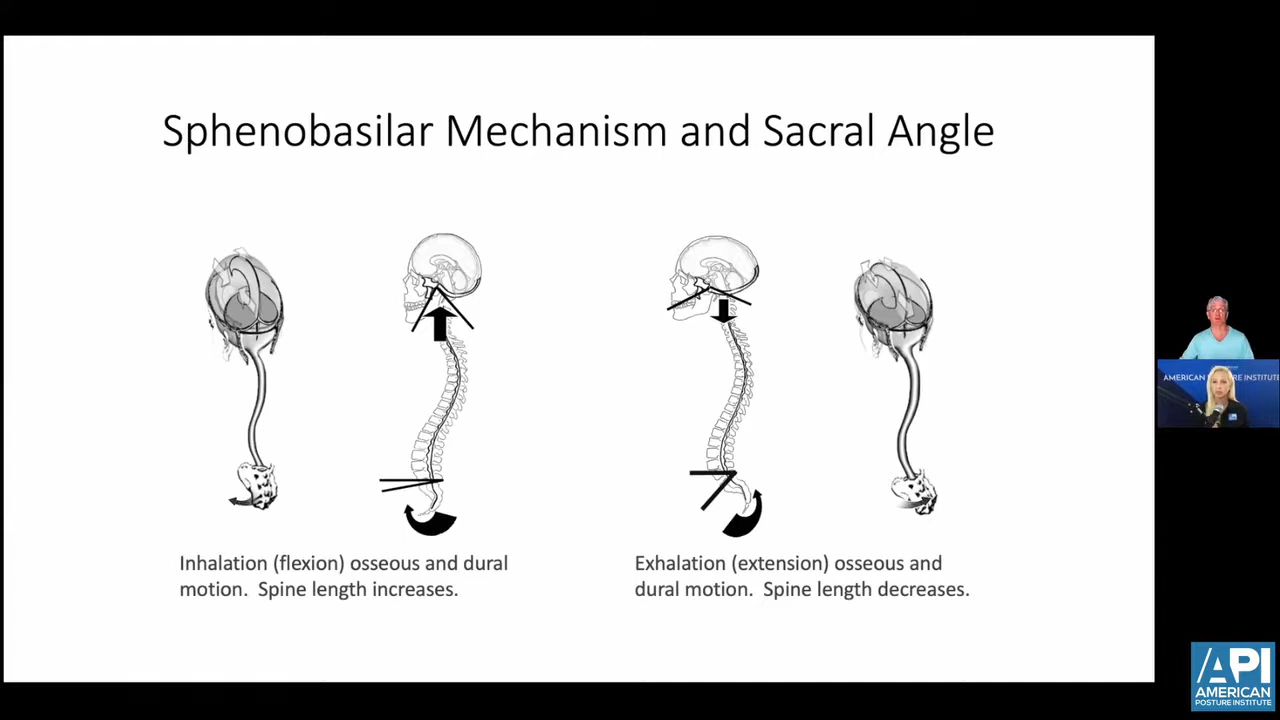 Sphenobasilar Mechanism and Sacral Angle
Inhalation (flexion) osseous and dural
motion. Spine length increases.
Exhalation (extension) osseous and
dural motion. Spine length decreases.
AMERICAN
INSTITUTE
API
AMERICAN
POSTURE INSTITUTE